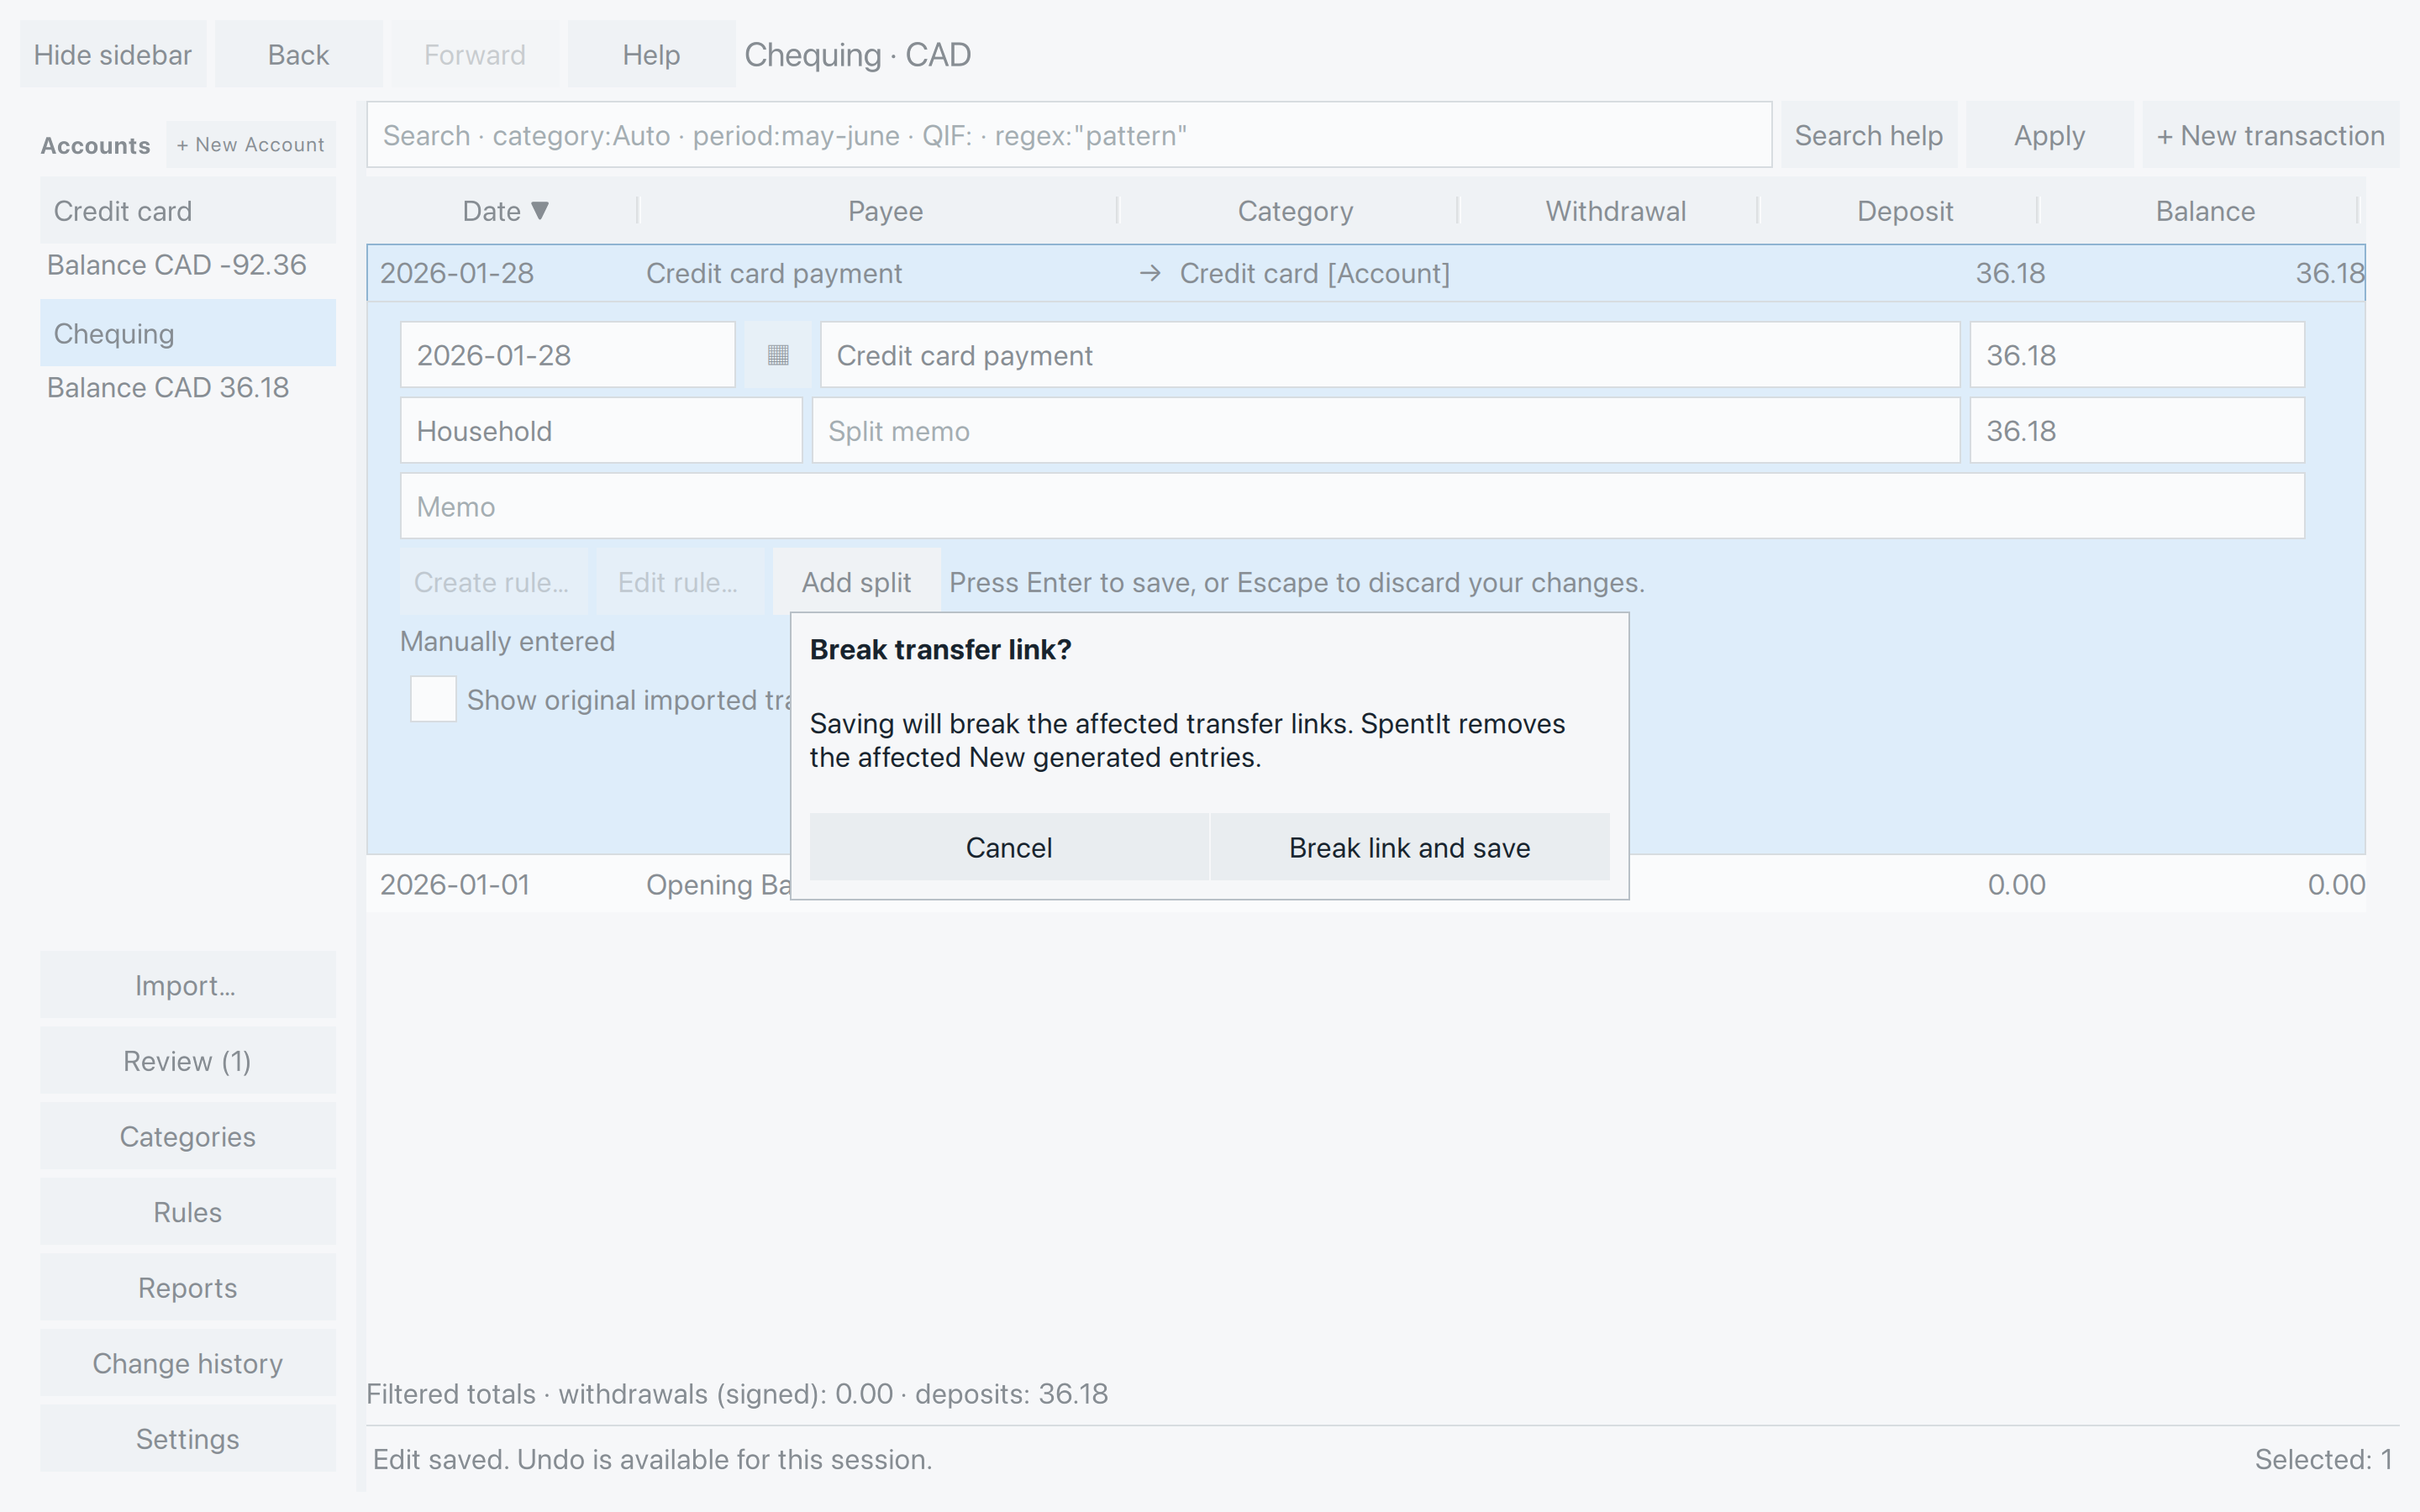 Hide sidebar
Back
Forward
Help
Chequing · CAD
Accounts
+ New Account
Credit card
Balance CAD -92.36
Chequing
Balance CAD 36.18
Import…
Review (1)
Categories
Rules
Reports
Change history
Settings
Search · category:Auto · period:may-june · QIF: · regex:"pattern"
Search help
Apply
+ New transaction
Date ▼ Payee Category Withdrawal Deposit Balance
2026-01-28 Credit card payment → Credit card [Account] 36.18 36.18
2026-01-28 Credit card payment 36.18
Household Split memo 36.18
Memo
Create rule… Edit rule… Add split Press Enter to save, or Escape to discard your changes.
Manually entered
Show original imported
Break transfer link?
Saving will break the affected transfer links. SpentIt removes
the affected New generated entries.
Cancel
Break link and save
2026-01-01 Opening 0.00 0.00
Filtered totals · withdrawals (signed): 0.00 · deposits: 36.18
Edit saved. Undo is available for this session.
Selected: 1